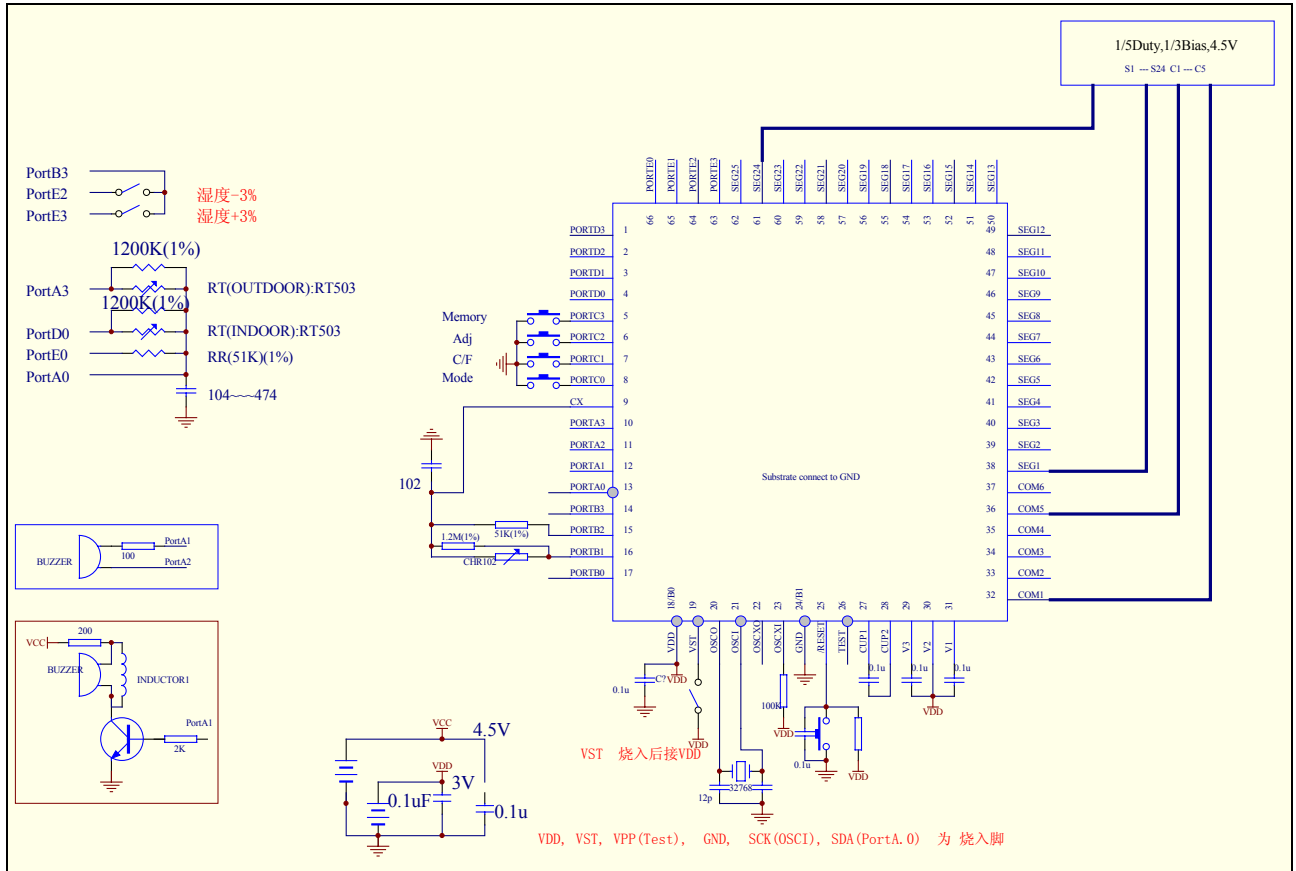 1/5Duty,1/3Bias,4.5V
S1 --- S24 C1 --- C5
PortB3
PortE2
PortE3
湿度-3%
湿度+3%
1200K(1%)
PortA3
RT(OUTDOOR):RT503
1200K(1%)
PortD0
RT(INDOOR):RT503
PortE0
RR(51K)(1%)
PortA0
104~~~474
BUZZER
100
PortA1
PortA2
VCC
200
BUZZER
INDUCTOR1
PortA1
2K
PORTE0
PORTE1
PORTE2
PORTE3
SEG25
SEG24
SEG23
SEG22
SEG21
SEG20
SEG19
SEG18
SEG17
SEG16
SEG15
SEG14
SEG13
66
65
64
63
62
61
60
59
58
57
56
55
54
53
52
51
50
PORTD3 1
PORTD2 2
PORTD1 3
PORTD0 4
Memory PORTC3 5
Adj PORTC2 6
C/F PORTC1 7
Mode PORTC0 8
CX 9
PORTA3 10
PORTA2 11
PORTA1 12
PORTA0 13
PORTB3 14
PORTB2 15
PORTB1 16
PORTB0 17
102
51K(1%)
1.2M(1%)
CHR102
Substrate connect to GND
49 SEG12
48 SEG11
47 SEG10
46 SEG9
45 SEG8
44 SEG7
43 SEG6
42 SEG5
41 SEG4
40 SEG3
39 SEG2
38 SEG1
37 COM6
36 COM5
35 COM4
34 COM3
33 COM2
32 COM1
18/B0
19
20
21
22
23
24/B1
25
26
27
28
29
30
31
VDD
VST
OSCO
OSCI
OSCXO
OSCXI
GND
/RESET
TEST
CUP1
CUP2
V3
V2
V1
0.1u
C?
VDD
VDD
100K
VDD
0.1u
VDD
0.1u
0.1u
0.1u
VDD
VST 烧入后接VDD
12p
32768
VCC
4.5V
VDD
3V
0.1uF
0.1u
VDD, VST, VPP(Test), GND, SCK(OSCI), SDA(PortA.0) 为 烧入脚